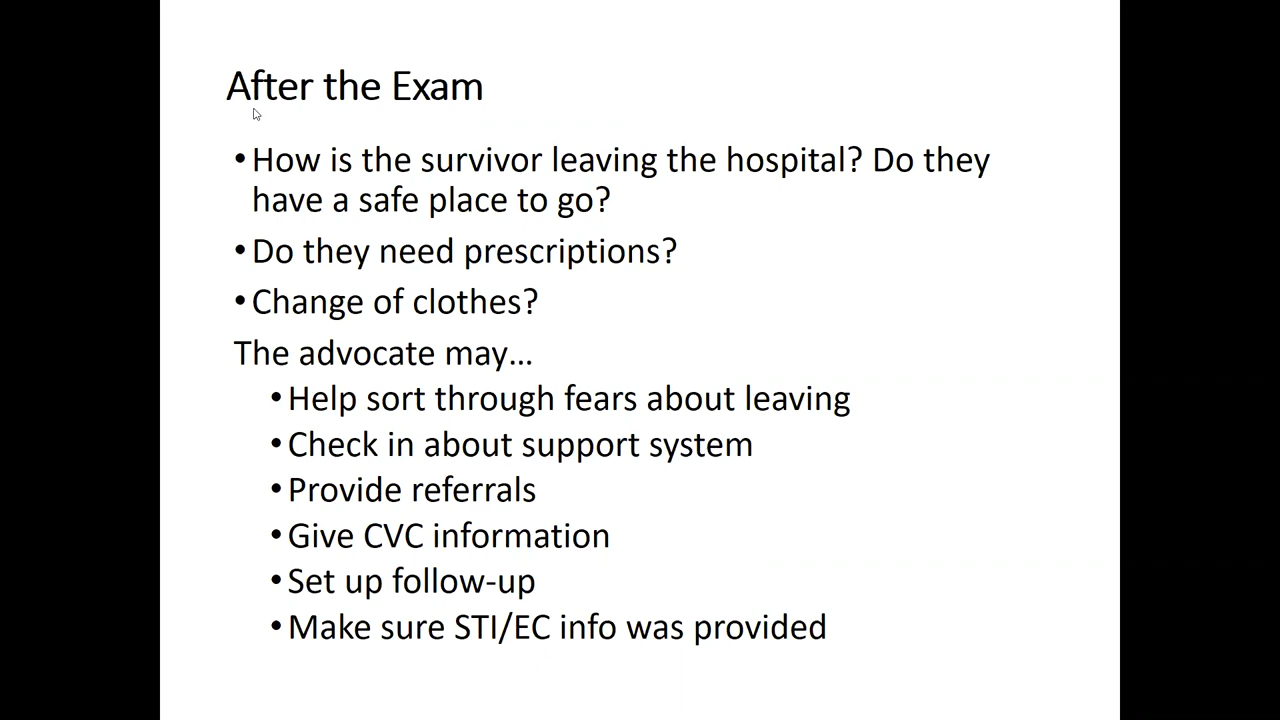 After the Exam
• How is the survivor leaving the hospital? Do they
have a safe place to go?
• Do they need prescriptions?
• Change of clothes?
The advocate may…
• Help sort through fears about leaving
• Check in about support system
• Provide referrals
• Give CVC information
• Set up follow-up
• Make sure STI/EC info was provided